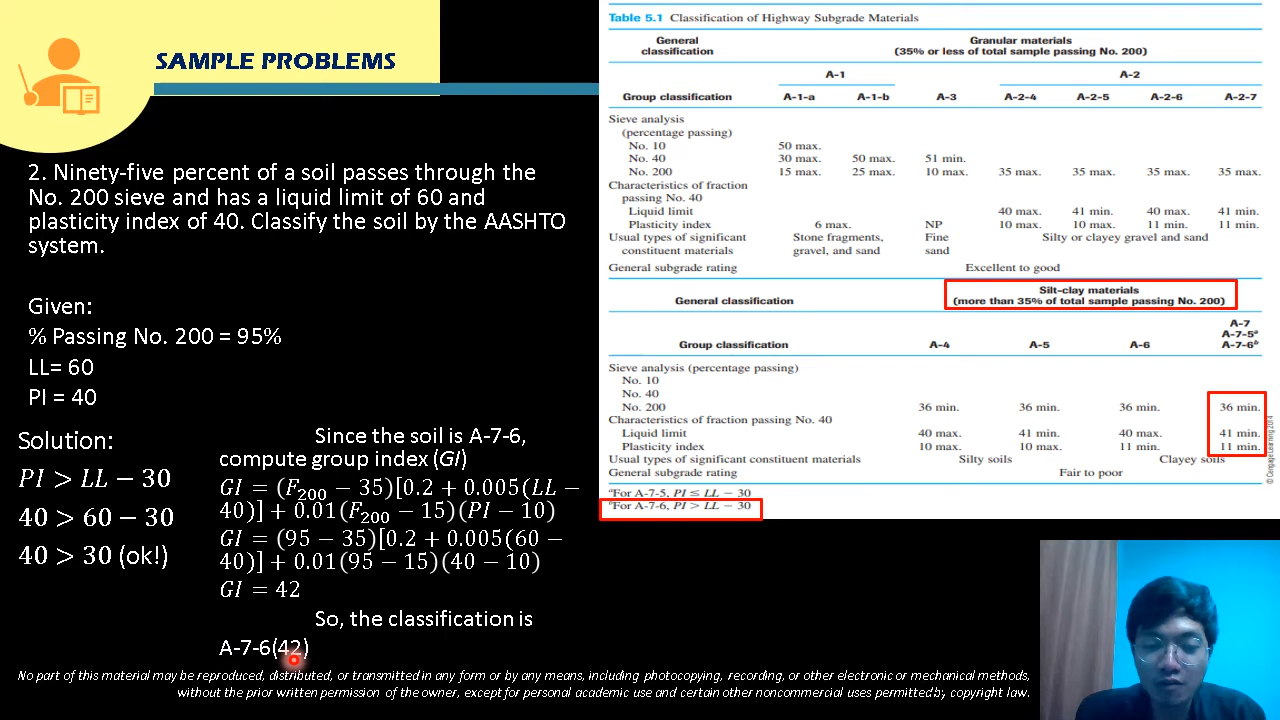 SAMPLE PROBLEMS
2. Ninety-five percent of a soil passes through the
No. 200 sieve and has a liquid limit of 60 and
plasticity index of 40. Classify the soil by the AASHTO
system.
Given:
% Passing No. 200 = 95%
LL= 60
PI = 40
Solution:
PI > LL − 30
40 > 60 − 30
40 > 30 (ok!)
Since the soil is A-7-6,
compute group index (GI)
GI = (F₂₀₀ − 35)[0.2 + 0.005(LL −
40)] + 0.01(F₂₀₀ − 15)(PI − 10)
GI = (95 − 35)[0.2 + 0.005(60 −
40)] + 0.01(95 − 15)(40 − 10)
GI = 42
So, the classification is
A-7-6(42)
Table 5.1 Classification of Highway Subgrade Materials
General classification Granular materials (35% or less of total sample passing No. 200)
A-1 A-2
Group classification A-1-a A-1-b A-3 A-2-4 A-2-5 A-2-6 A-2-7
Sieve analysis
(percentage passing)
No. 10 50 max.
No. 40 30 max. 50 max. 51 min.
No. 200 15 max. 25 max. 10 max. 35 max. 35 max. 35 max. 35 max.
Characteristics of fraction
passing No. 40
Liquid limit 40 max. 41 min. 40 max. 41 min.
Plasticity index 6 max. NP 10 max. 10 max. 11 min. 11 min.
Usual types of significant constituent materials Stone fragments, gravel, and sand Fine sand Silty or clayey gravel and sand
General subgrade rating Excellent to good
General classification Silt-clay materials (more than 35% of total sample passing No. 200)
Group classification A-4 A-5 A-6 A-7 A-7-5ᵃ A-7-6ᵇ
Sieve analysis (percentage passing)
No. 10
No. 40
No. 200 36 min. 36 min. 36 min. 36 min.
Characteristics of fraction passing No. 40
Liquid limit 40 max. 41 min. 40 max. 41 min.
Plasticity index 10 max. 10 max. 11 min. 11 min.
Usual types of significant constituent materials Silty soils Clayey soils
General subgrade rating Fair to poor
ᵃFor A-7-5, PI ≤ LL − 30
ᵃFor A-7-6, PI > LL − 30
© Cengage Learning 2014
No part of this material may be reproduced, distributed, or transmitted in any form or by any means, including photocopying, recording, or other electronic or mechanical methods,
without the prior written permission of the owner, except for personal academic use and certain other noncommercial uses permitted by copyright law.